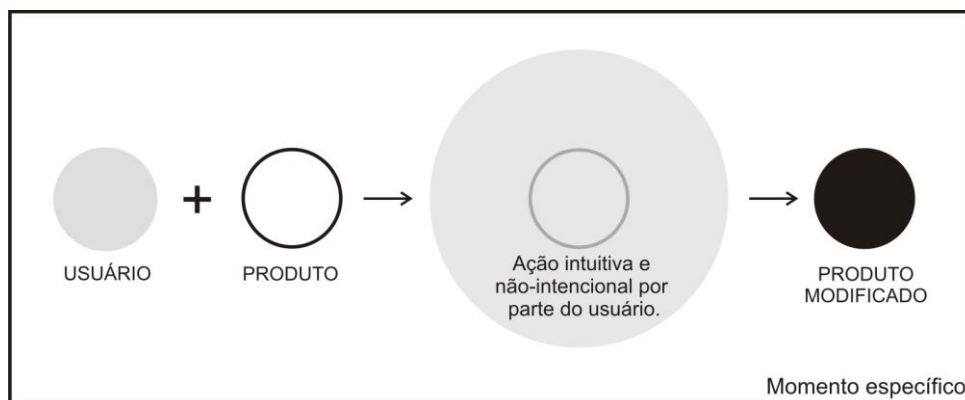 USUÁRIO
+
PRODUTO
Ação intuitiva e
não-intencional por
parte do usuário.
PRODUTO
MODIFICADO
Momento específico